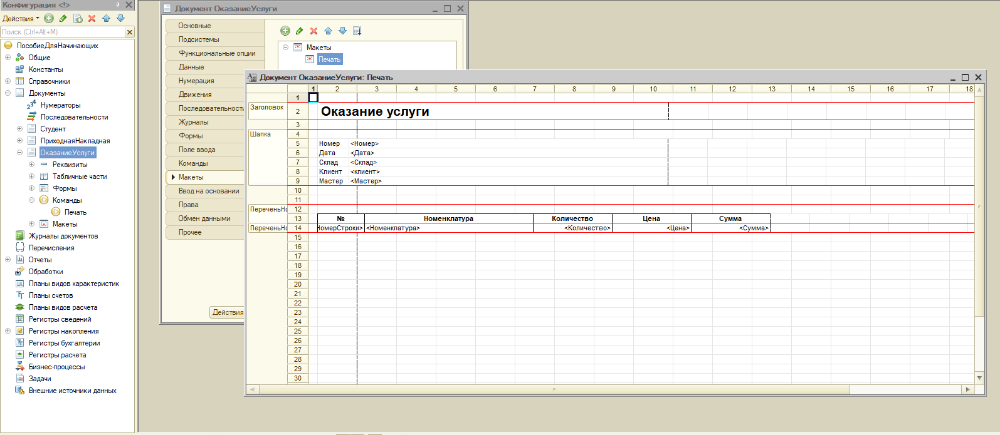 Конфигурация <!>
Действия
Поиск (Ctrl+Alt+M)
ПособиеДляНачинающих
Общие
Константы
Справочники
Документы
Нумераторы
Последовательности
Студент
ПриходнаяНакладная
ОказаниеУслуги
Реквизиты
Табличные части
Формы
Команды
Печать
Макеты
Журналы документов
Перечисления
Отчеты
Обработки
Планы видов характеристик
Планы счетов
Планы видов расчета
Регистры сведений
Регистры накопления
Регистры бухгалтерии
Регистры расчета
Бизнес-процессы
Задачи
Внешние источники данных
Документ ОказаниеУслуги
Основные
Подсистемы
Функциональные опции
Данные
Нумерация
Движения
Последовательности
Журналы
Формы
Поле ввода
Команды
Макеты
Ввод на основании
Права
Обмен данными
Прочее
Действия
Макеты
Печать
Документ ОказаниеУслуги: Печать
1 2 3 4 5 6 7 8 9 10 11 12 13 14 15 16 17 18
1
Заголовок 2 Оказание услуги
3
Шапка 4
5 Номер <Номер>
6 Дата <Дата>
7 Склад <Склад>
8 Клиент <клиент>
9 Мастер <Мастер>
10
11
ПереченьНо 12
13 № Номенклатура Количество Цена Сумма
ПереченьНо 14 НомерСтроки> <Номенклатура> <Количество> <Цена> <Сумма>
15
16
17
18
19
20
21
22
23
24
25
26
27
28
29
30